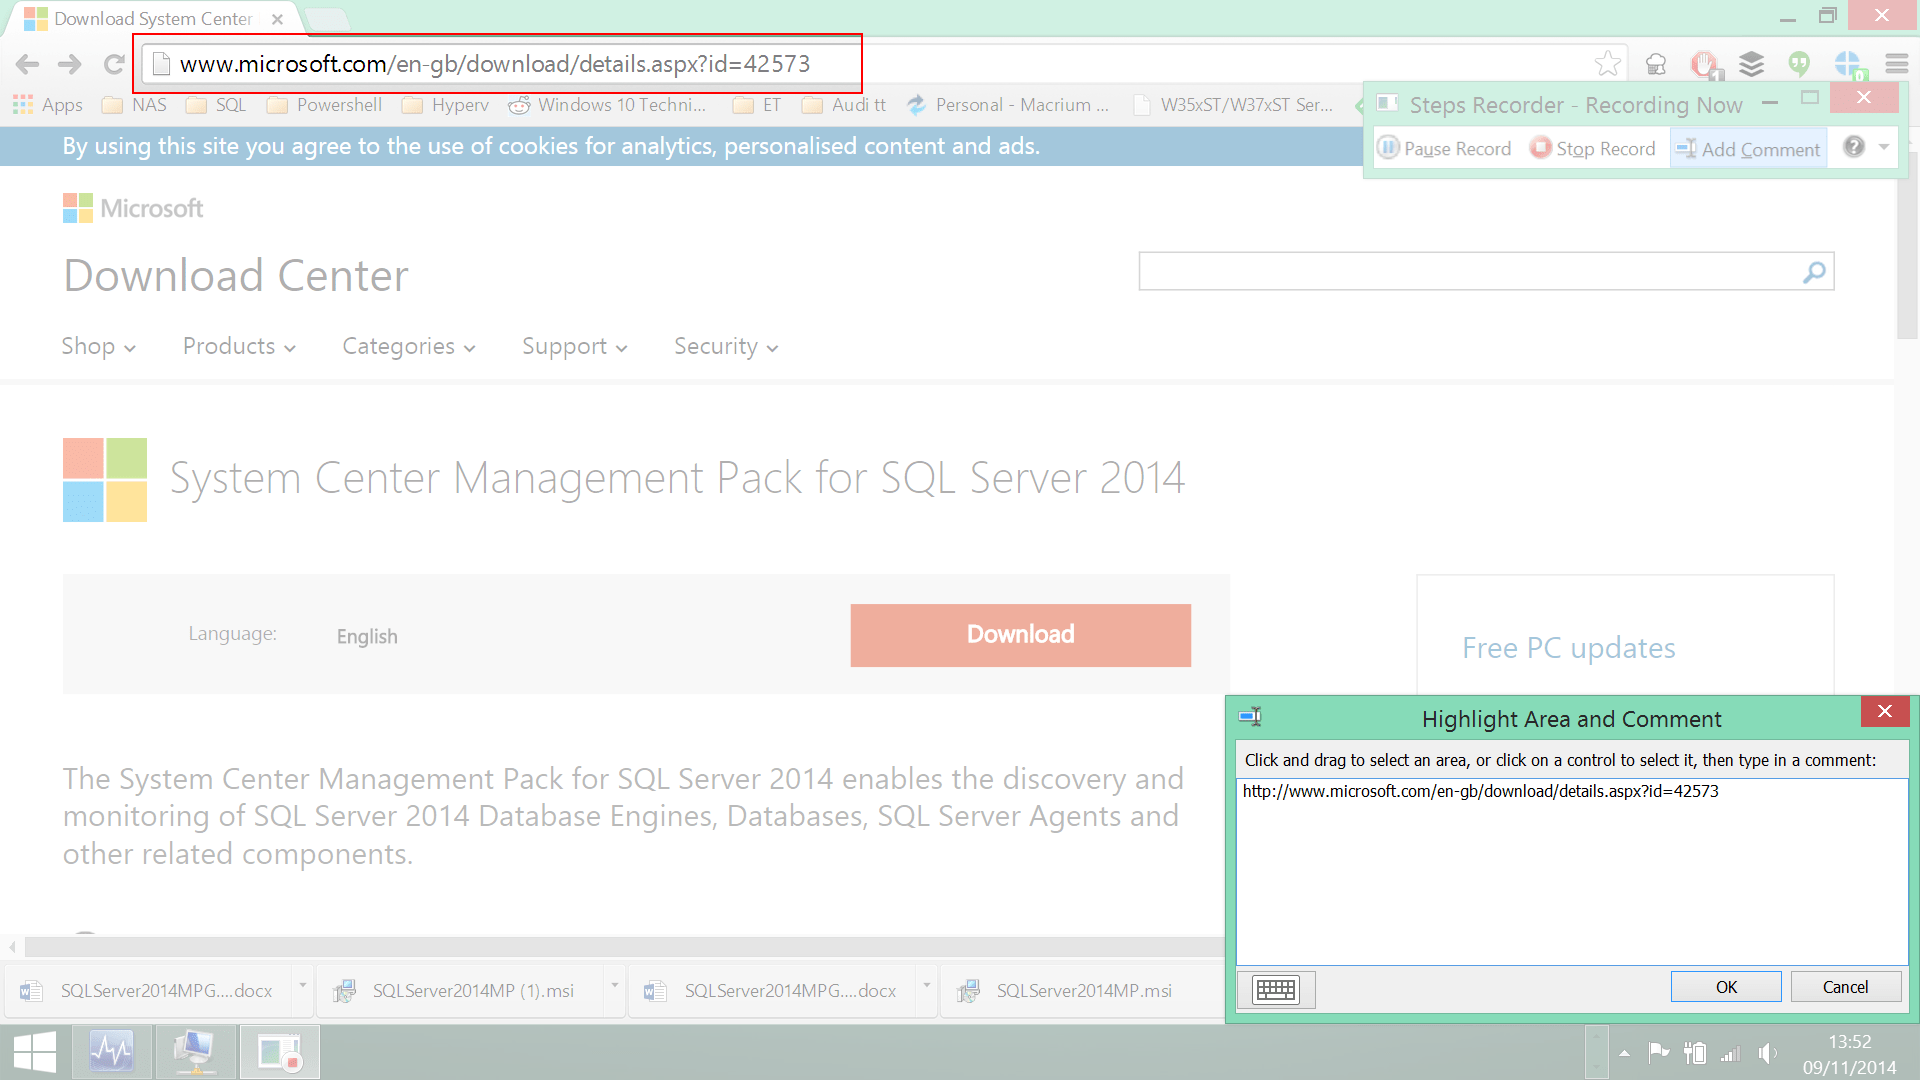 Download System Center
www.microsoft.com/en-gb/download/details.aspx?id=42573
Apps NAS SQL Powershell Hyperv Windows 10 Techni... ET Audi tt Personal - Macrium ... W35xST/W37xST Ser...
Steps Recorder - Recording Now
Pause Record Stop Record Add Comment
By using this site you agree to the use of cookies for analytics, personalised content and ads.
Microsoft
Download Center
Shop Products Categories Support Security
System Center Management Pack for SQL Server 2014
Language: English Download
Free PC updates
The System Center Management Pack for SQL Server 2014 enables the discovery and
monitoring of SQL Server 2014 Database Engines, Databases, SQL Server Agents and
other related components.
Highlight Area and Comment
Click and drag to select an area, or click on a control to select it, then type in a comment:
http://www.microsoft.com/en-gb/download/details.aspx?id=42573
OK Cancel
SQLServer2014MPG....docx SQLServer2014MP (1).msi SQLServer2014MPG....docx SQLServer2014MP.msi
13:52
09/11/2014